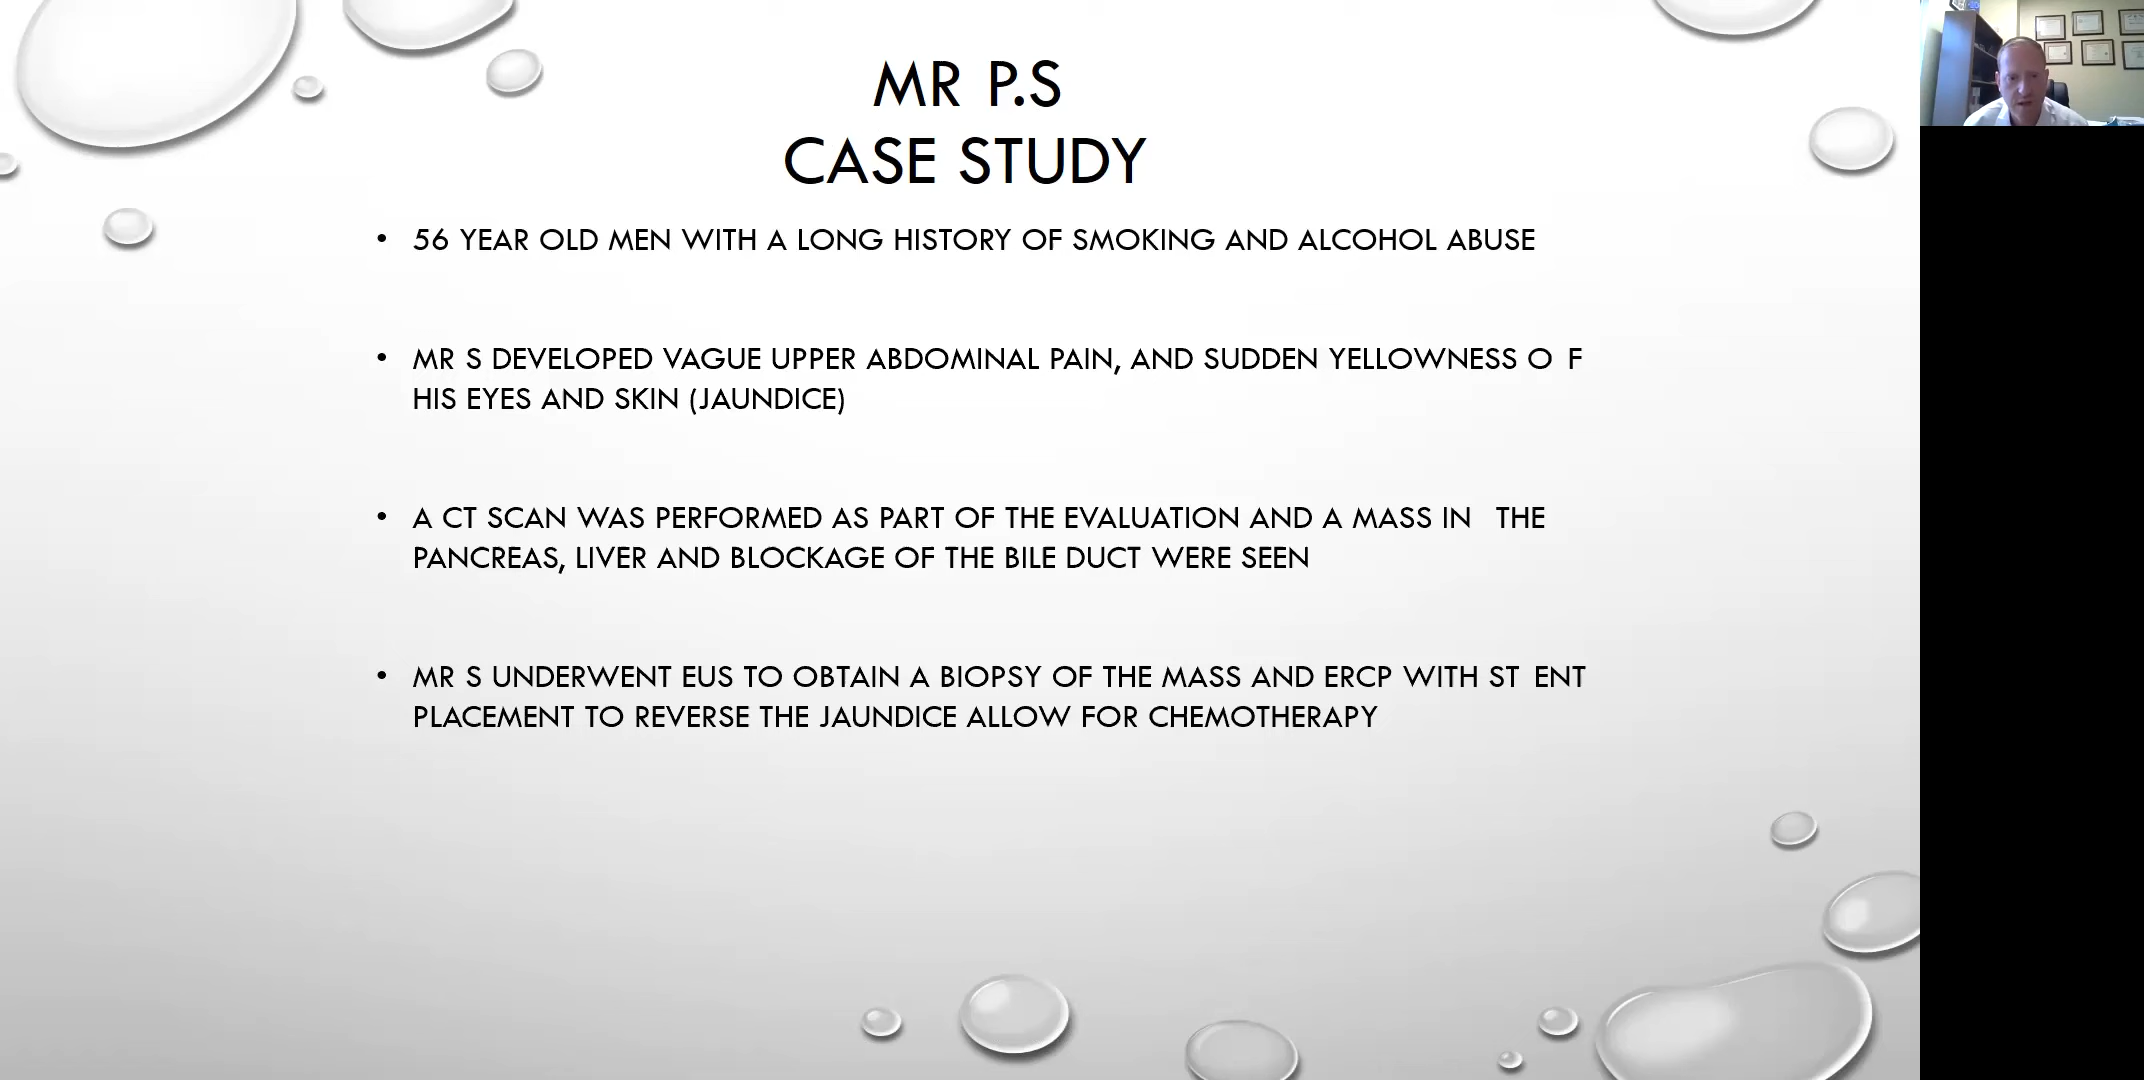 MR P.S
CASE STUDY
• 56 YEAR OLD MEN WITH A LONG HISTORY OF SMOKING AND ALCOHOL ABUSE
• MR S DEVELOPED VAGUE UPPER ABDOMINAL PAIN, AND SUDDEN YELLOWNESS O F
HIS EYES AND SKIN (JAUNDICE)
• A CT SCAN WAS PERFORMED AS PART OF THE EVALUATION AND A MASS IN THE
PANCREAS, LIVER AND BLOCKAGE OF THE BILE DUCT WERE SEEN
• MR S UNDERWENT EUS TO OBTAIN A BIOPSY OF THE MASS AND ERCP WITH ST ENT
PLACEMENT TO REVERSE THE JAUNDICE ALLOW FOR CHEMOTHERAPY